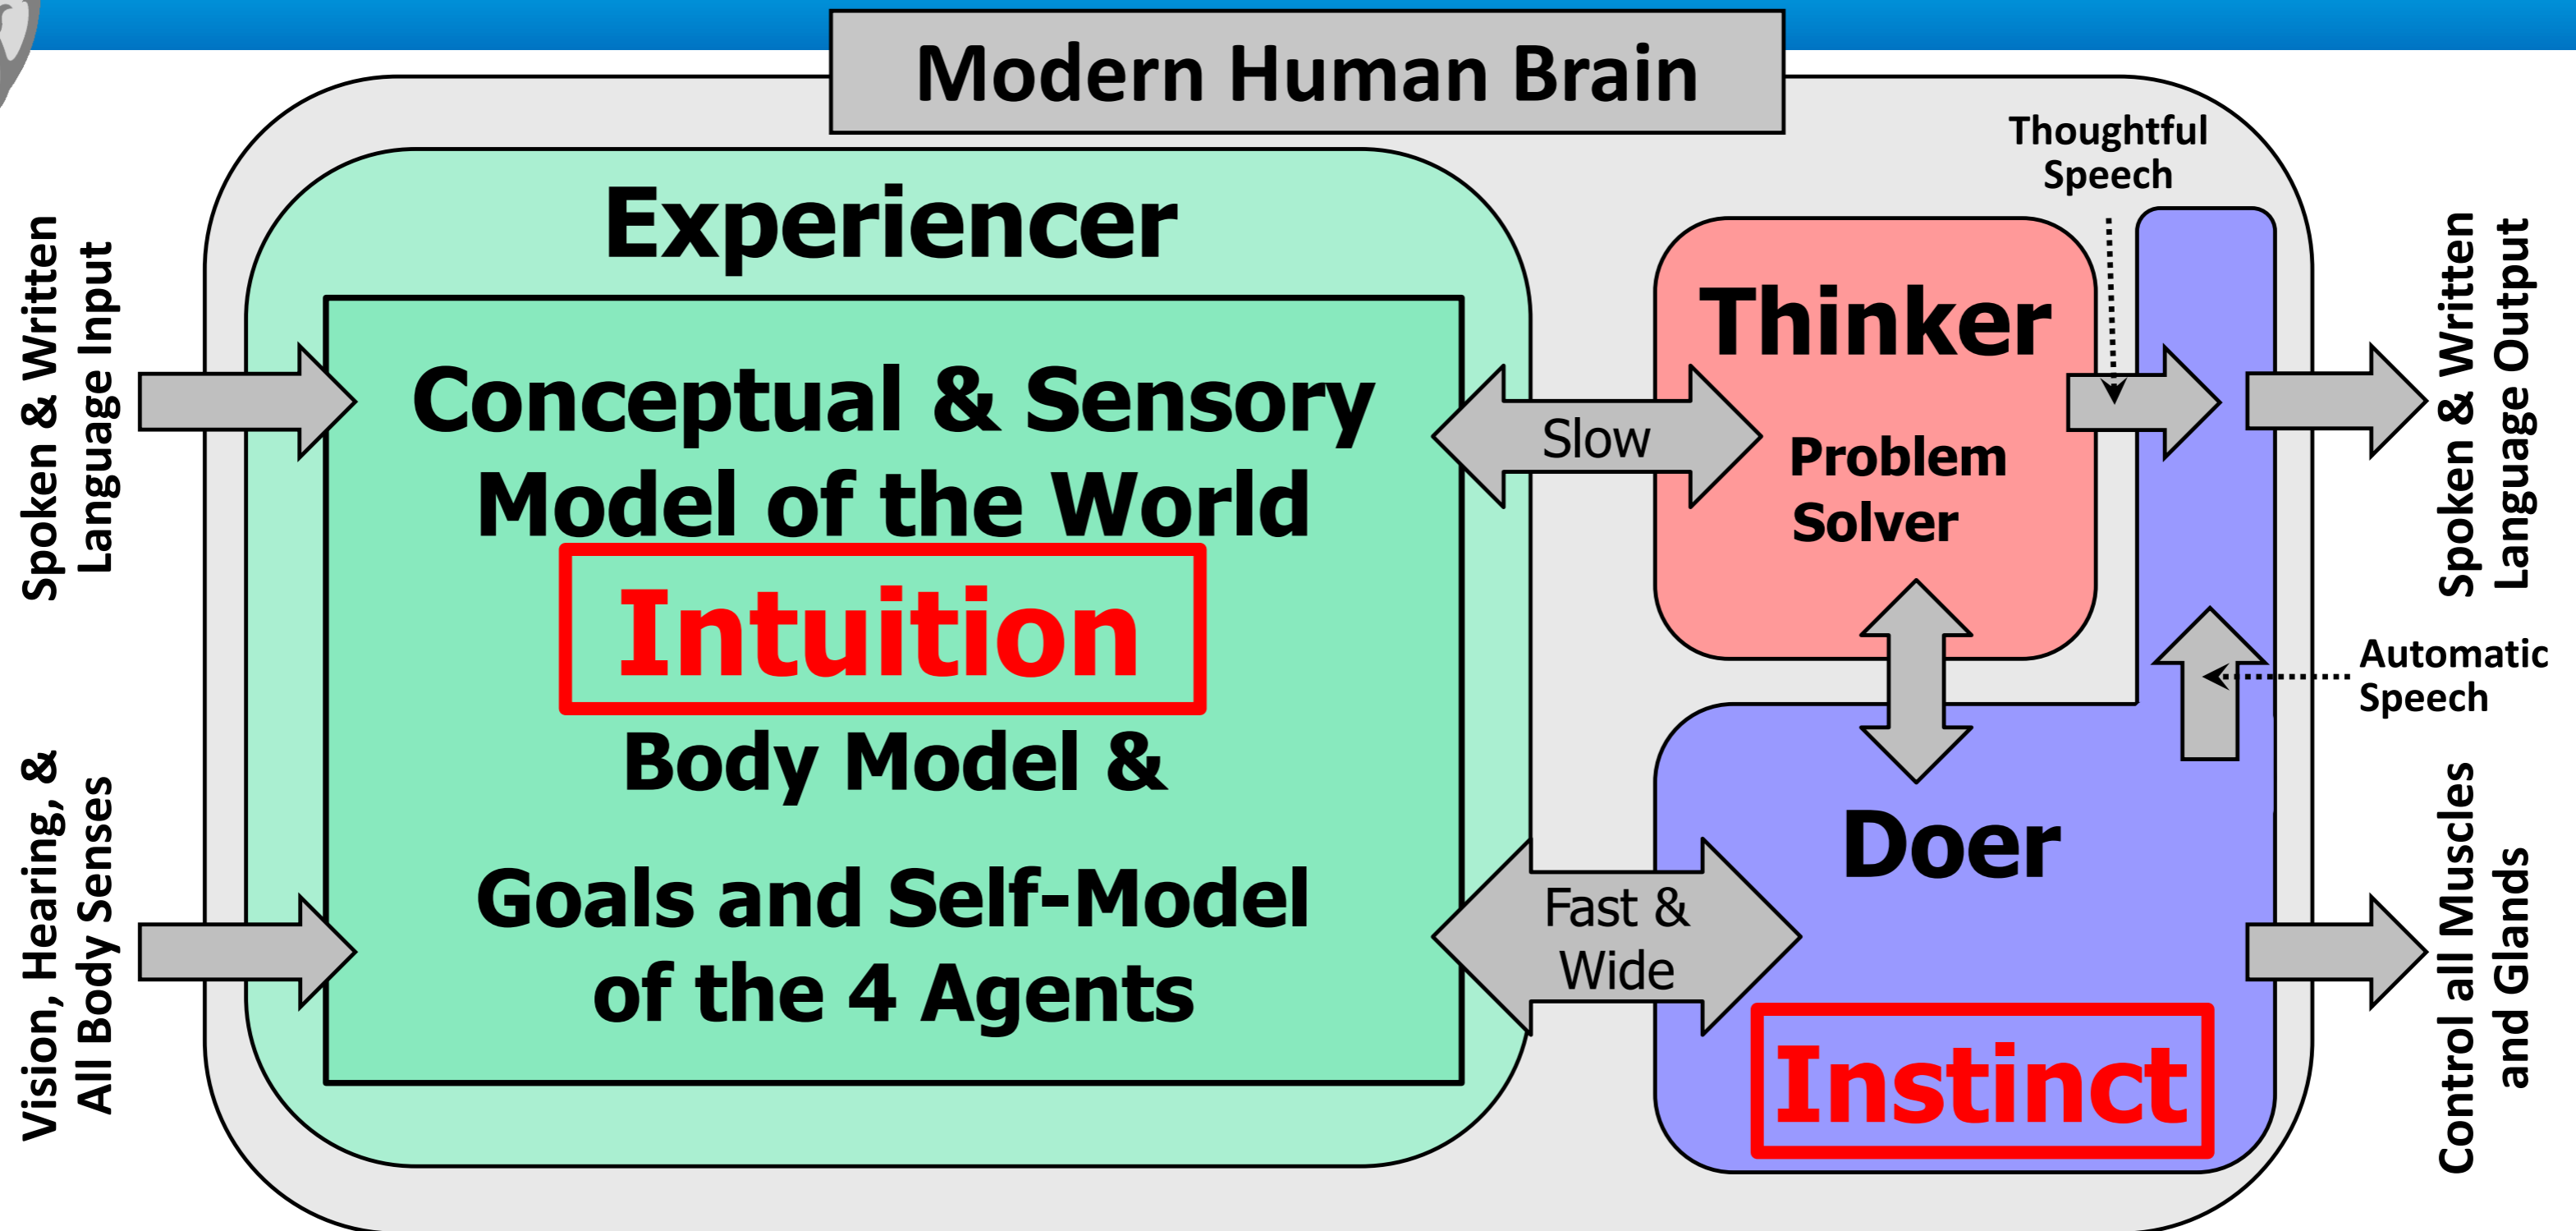 Modern Human Brain
Spoken & Written
Language Input
Vision, Hearing, &
All Body Senses
Experiencer
Conceptual & Sensory
Model of the World
Intuition
Body Model &
Goals and Self-Model
of the 4 Agents
Slow
Fast &
Wide
Thinker
Problem
Solver
Thoughtful
Speech
Doer
Instinct
Automatic
Speech
Spoken & Written
Language Output
Control all Muscles
and Glands